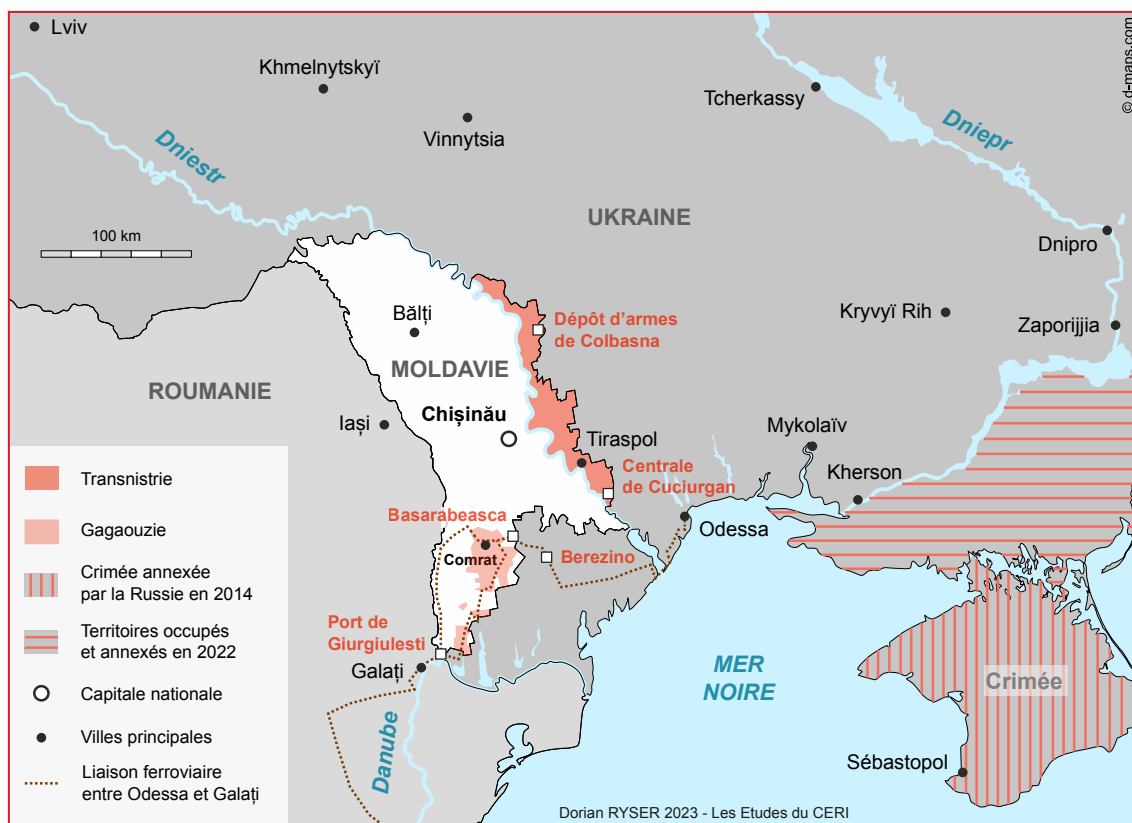 Lviv
Khmelnytskyï
Vinnytsia
Tcherkassy
© d-maps.com
Dniestr
Dniepr
UKRAINE
100 km
Dnipro
Bălți
Dépôt d’armes
de Colbasna
Kryvyï Rih
Zaporijjia
MOLDAVIE
ROUMANIE
Chișinău
Iași
Tiraspol
Mykolaïv
Centrale
de Cuciurgan
Kherson
Basarabeasca
Odessa
Comrat
Berezino
Port de
Giurgiulesti
Galați
MER
NOIRE
Crimée
Danube
Sébastopol
Transnistrie
Gagaouzie
Crimée annexée
par la Russie en 2014
Territoires occupés
et annexés en 2022
Capitale nationale
Villes principales
Liaison ferroviaire
entre Odessa et Galați
Dorian RYSER 2023 - Les Etudes du CERI